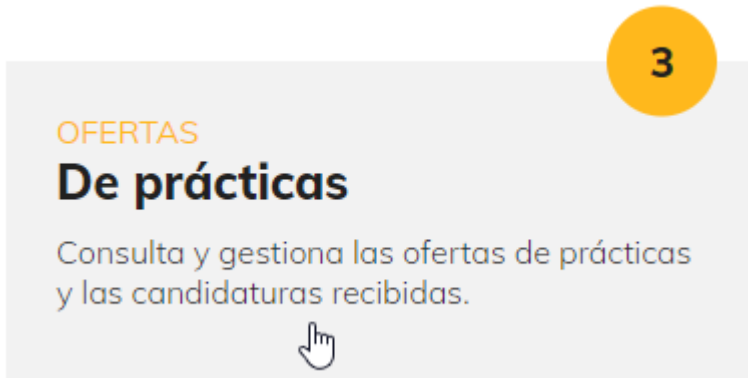 3
OFERTAS
De prácticas
Consulta y gestiona las ofertas de prácticas
y las candidaturas recibidas.